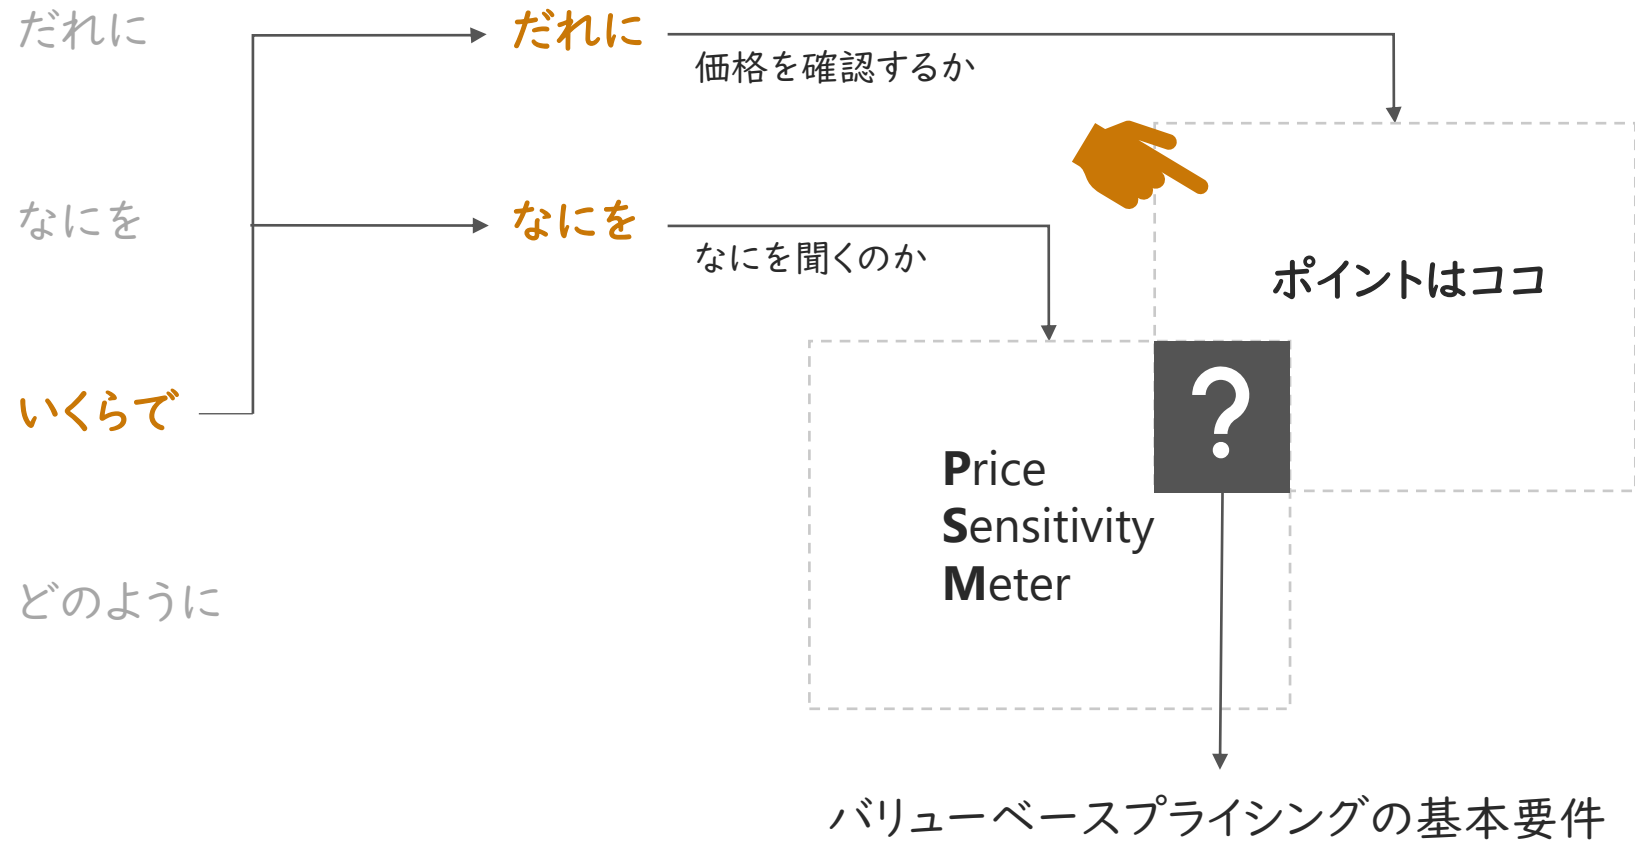 だれに
なにを
いくらで
どのように
だれに
価格を確認するか
なにを
なにを聞くのか
ポイントはココ
?
Price
Sensitivity
Meter
バリューベースプライシングの基本要件